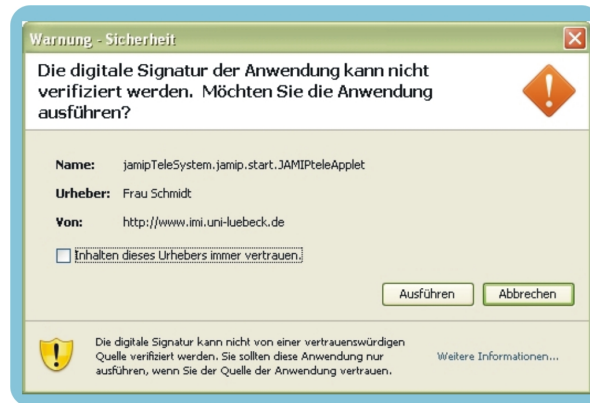 Warnung - Sicherheit
Die digitale Signatur der Anwendung kann nicht
verifiziert werden. Möchten Sie die Anwendung
ausführen?
Name: jamipTeleSystem.jamip.start.JAMIPteleApplet
Urheber: Frau Schmidt
Von: http://www.imi.uni-luebeck.de
Inhalten dieses Urhebers immer vertrauen.
Ausführen Abbrechen
Die digitale Signatur kann nicht von einer vertrauenswürdigen
Quelle verifiziert werden. Sie sollten diese Anwendung nur Weitere Informationen...
ausführen, wenn Sie der Quelle der Anwendung vertrauen.